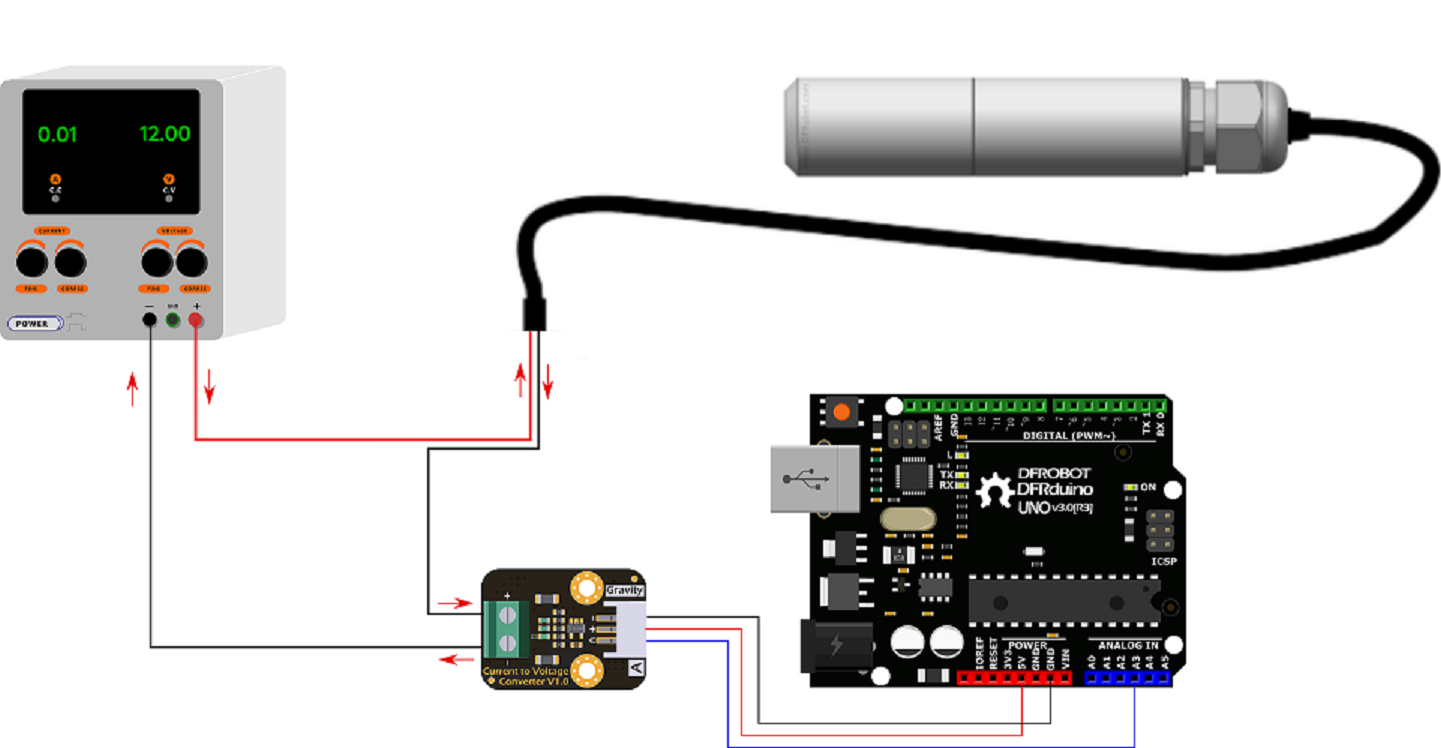 0.01 12.00
A V
C.C C.V
CURRENT VOLTAGE
FINE COARSE FINE COARSE
- +
POWER
AREF GND 13 12 ~11 ~10 ~9 8 7 ~6 ~5 4 ~3 2 TX 1 RX 0
DIGITAL (PWM~)
L
TX
RX
DFROBOT
DFRduino
UNO v3.0[R3]
ON
ICSP
IOREF RESET 3V3 5V GND GND VIN
POWER
ANALOG IN
A0 A1 A2 A3 A4 A5
+
Gravity
+
-
A
Current to Voltage
Converter V1.0